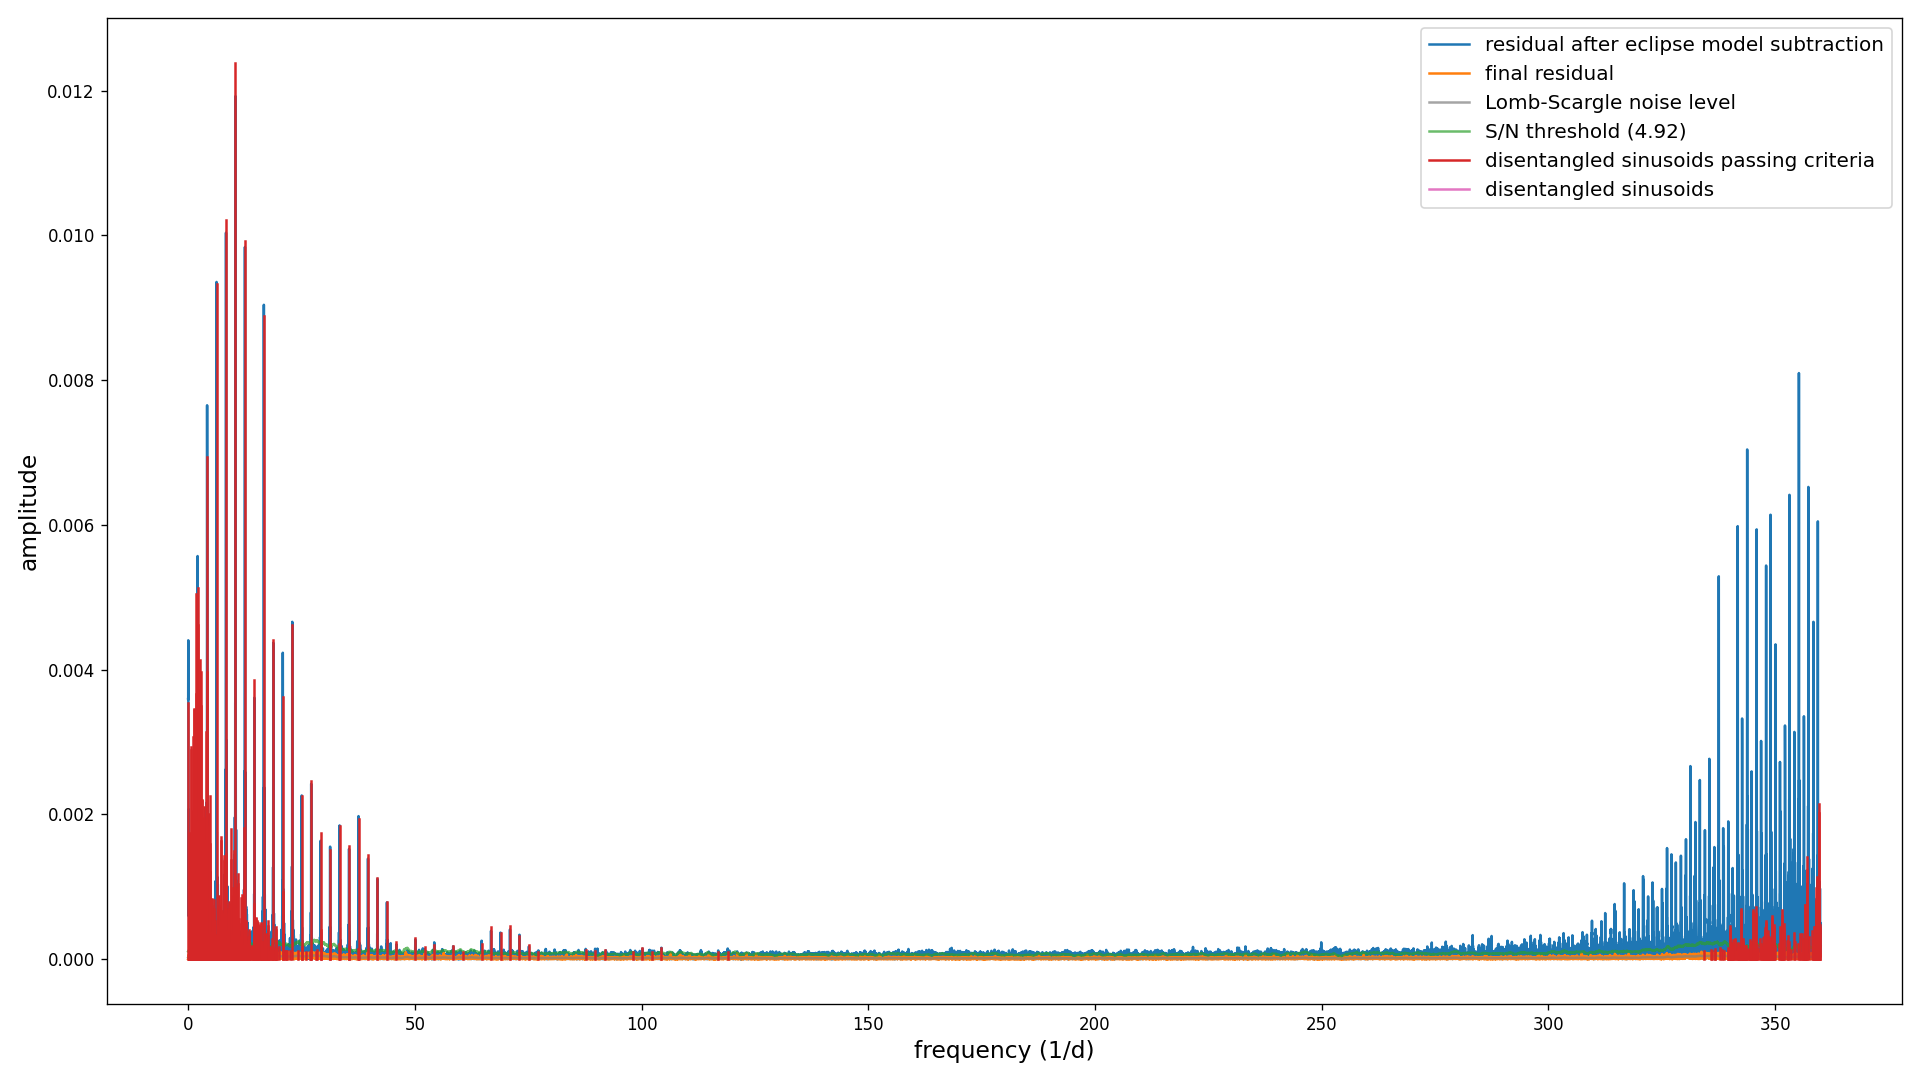 residual after eclipse model subtraction
final residual
Lomb-Scargle noise level
S/N threshold (4.92)
disentangled sinusoids passing criteria
disentangled sinusoids
amplitude
0.012
0.010
0.008
0.006
0.004
0.002
0.000
0 50 100 150 200 250 300 350
frequency (1/d)